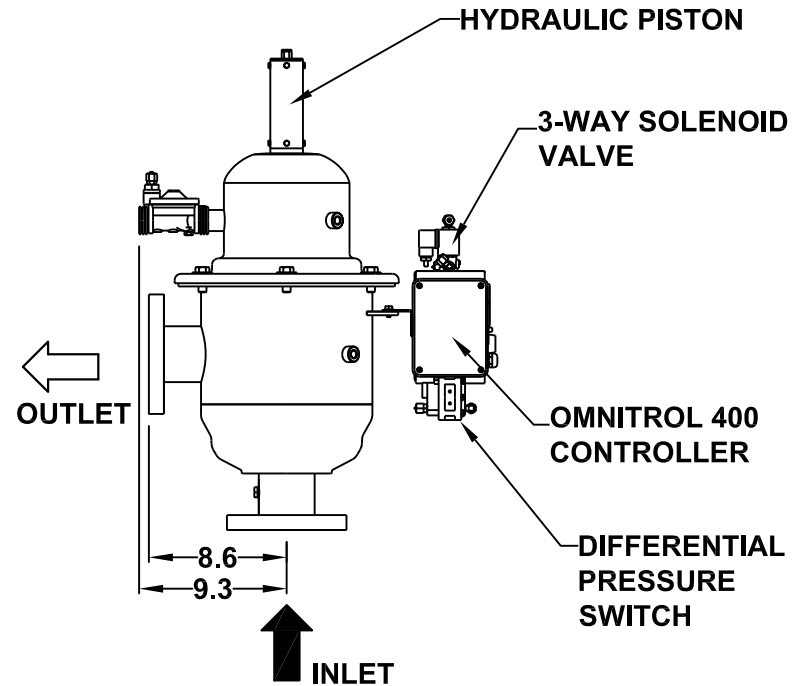 HYDRAULIC PISTON
3-WAY SOLENOID
VALVE
OUTLET
OMNITROL 400
CONTROLLER
8.6
9.3
DIFFERENTIAL
PRESSURE
SWITCH
INLET